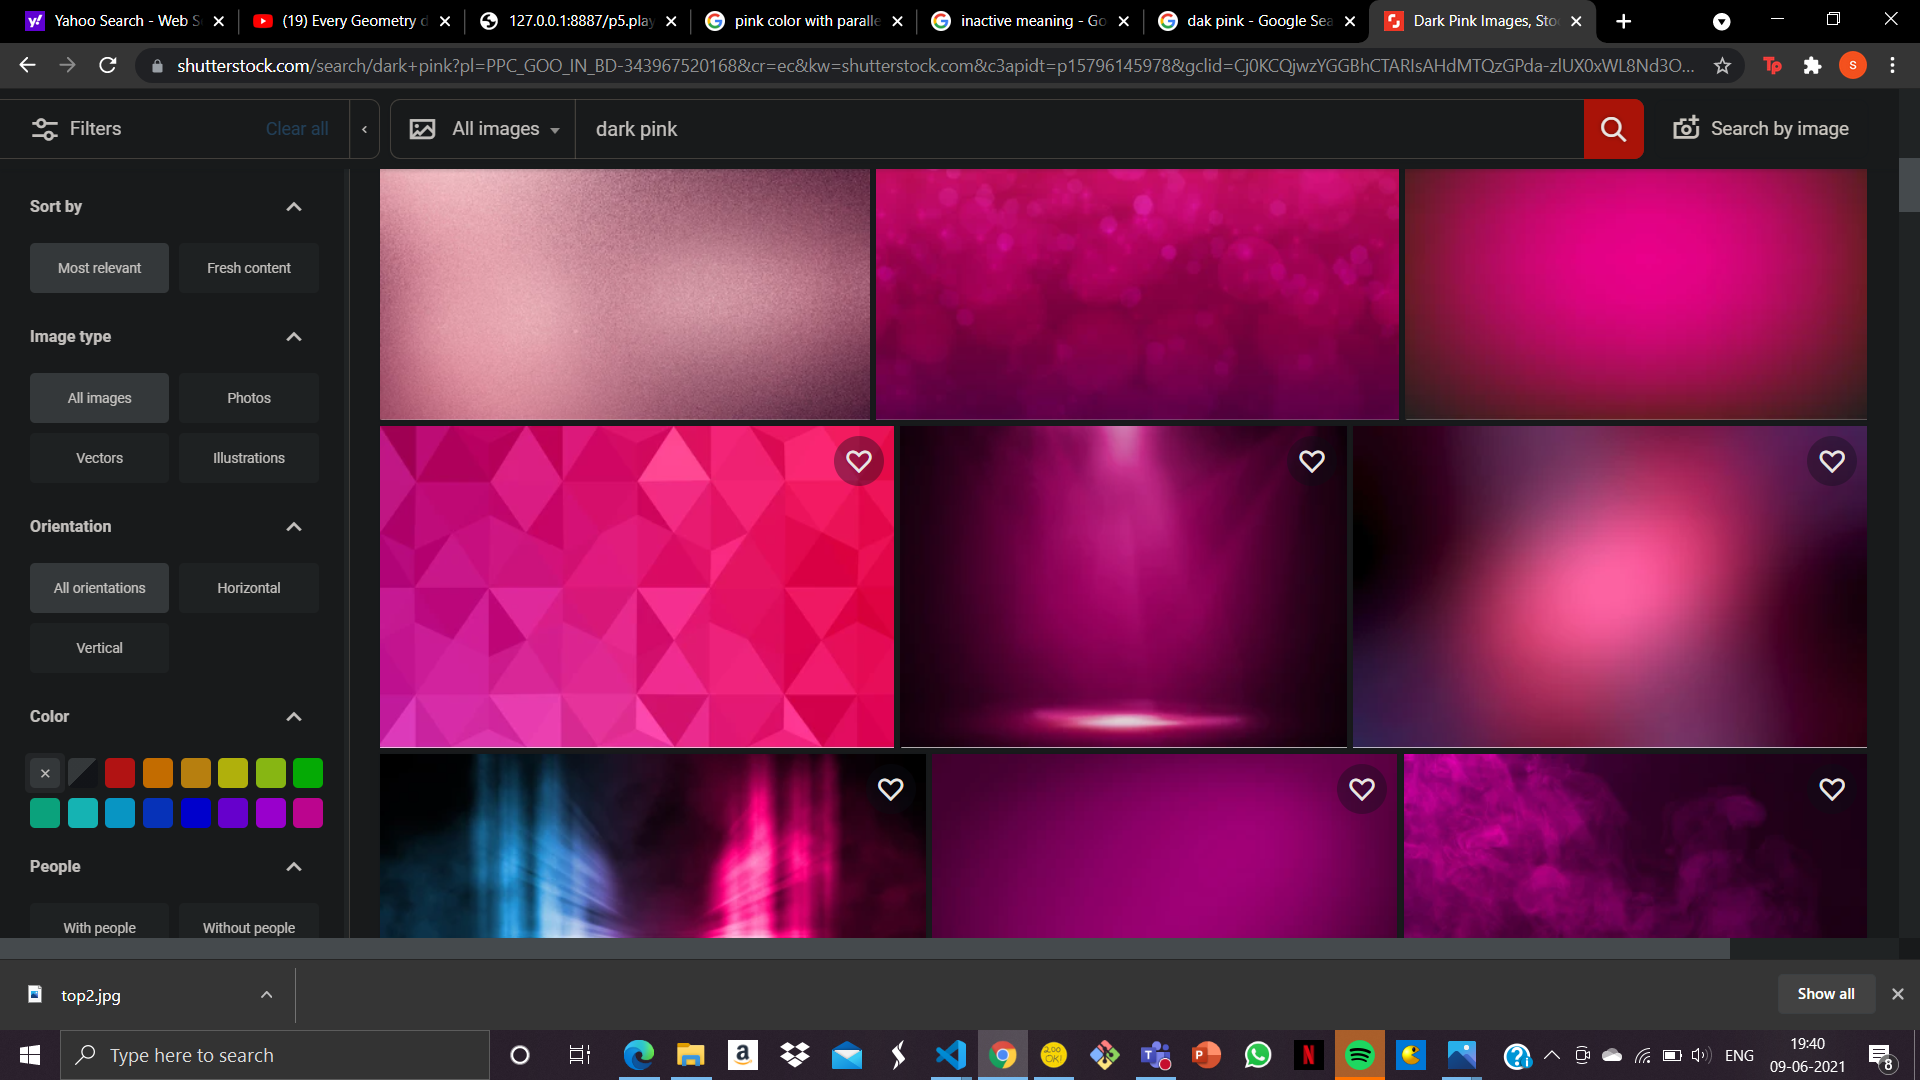 Yahoo Search - Web S
(19) Every Geometry d
127.0.0.1:8887/p5.play
pink color with paralle
inactive meaning - Go
dak pink - Google Sea
Dark Pink Images, Sto
shutterstock.com/search/dark+pink?pl=PPC_GOO_IN_BD-343967520168&cr=ec&kw=shutterstock.com&c3apidt=p15796145978&gclid=Cj0KCQjwzYGGBhCTARIsAHdMTQzGPda-zlUX0xWL8Nd3O...
Tp
s
Filters
Clear all
All images
dark pink
Search by image
Sort by
Most relevant
Fresh content
Image type
All images
Photos
Vectors
Illustrations
Orientation
All orientations
Horizontal
Vertical
Color
People
With people
Without people
top2.jpg
Show all
Type here to search
ENG
19:40
09-06-2021
8